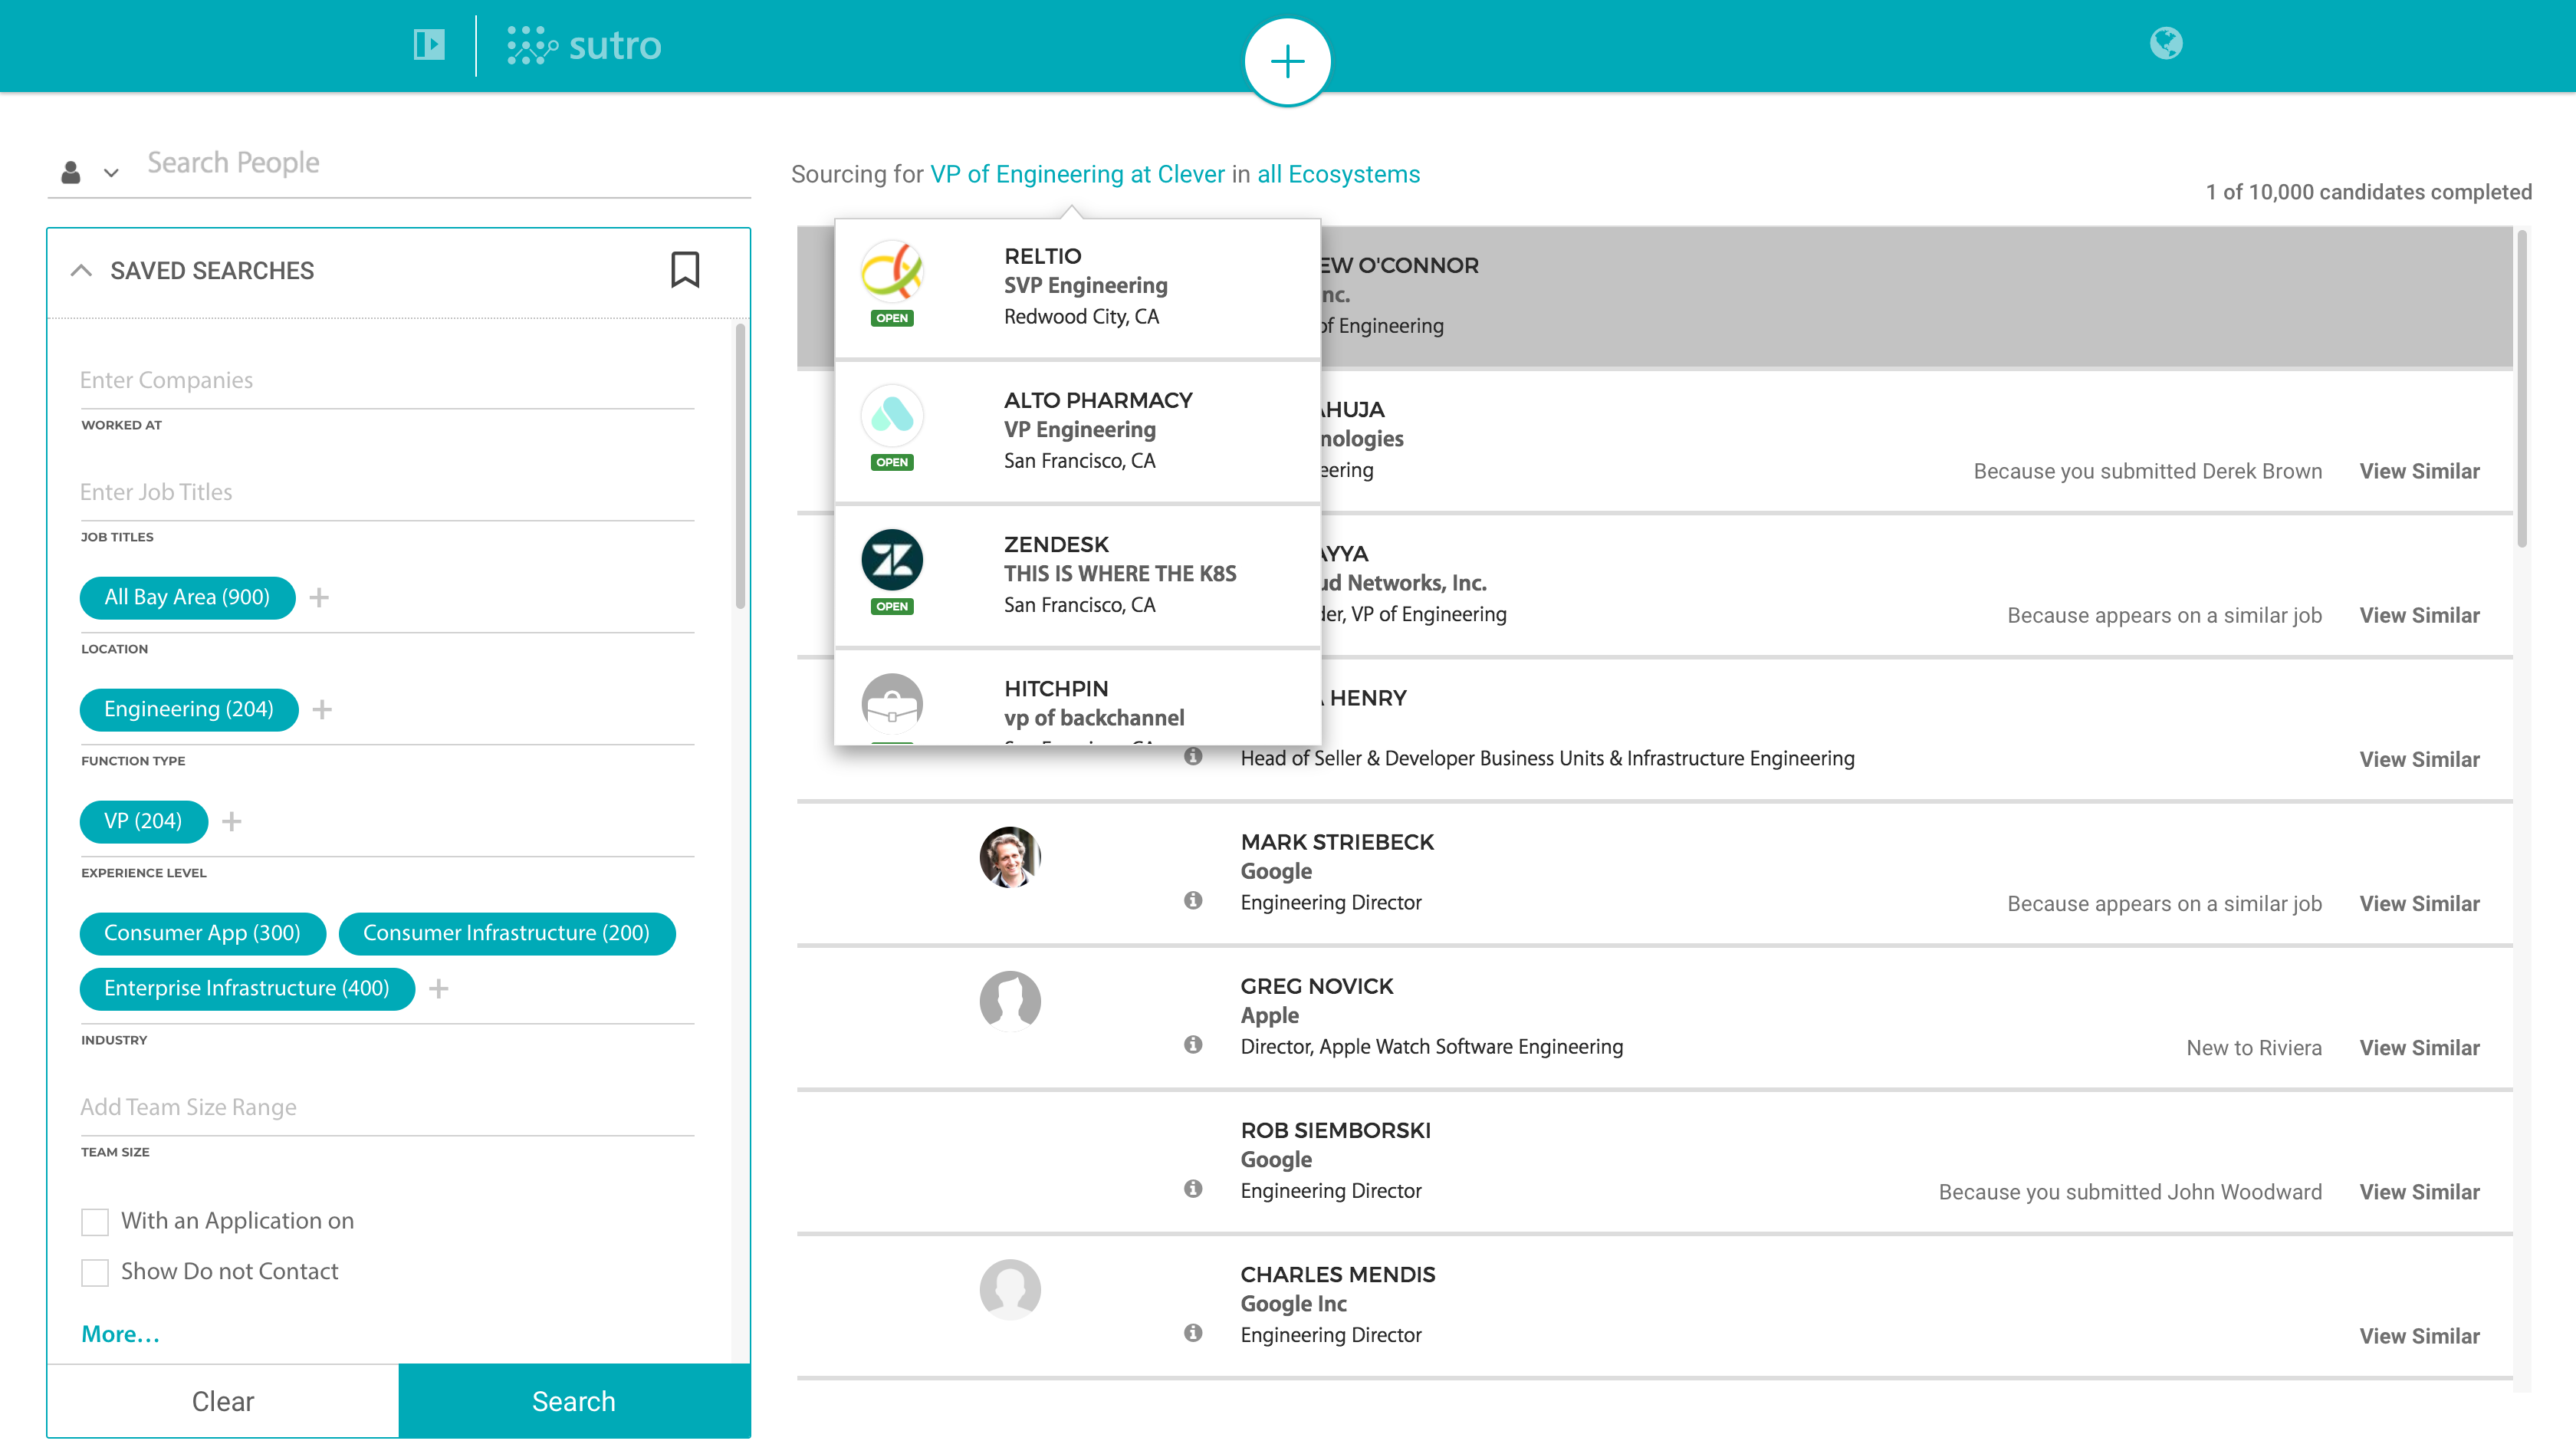 sutro
Search People
Sourcing for VP of Engineering at Clever in all Ecosystems
1 of 10,000 candidates completed
SAVED SEARCHES
Enter Companies
WORKED AT
Enter Job Titles
JOB TITLES
All Bay Area (900)
LOCATION
Engineering (204)
FUNCTION TYPE
VP (204)
EXPERIENCE LEVEL
Consumer App (300) Consumer Infrastructure (200)
Enterprise Infrastructure (400)
INDUSTRY
Add Team Size Range
TEAM SIZE
With an Application on
Show Do not Contact
More...
Clear
Search
RELTIO
SVP Engineering
Redwood City, CA
OPEN
ALTO PHARMACY
VP Engineering
San Francisco, CA
OPEN
ZENDESK
THIS IS WHERE THE K8S
San Francisco, CA
OPEN
HITCHPIN
vp of backchannel
EW O'CONNOR
nc.
of Engineering
AHUJA
nologies
eering
Because you submitted Derek Brown View Similar
AYYA
ud Networks, Inc.
der, VP of Engineering
Because appears on a similar job View Similar
HENRY
Head of Seller & Developer Business Units & Infrastructure Engineering
View Similar
MARK STRIEBECK
Google
Engineering Director
Because appears on a similar job View Similar
GREG NOVICK
Apple
Director, Apple Watch Software Engineering
New to Riviera View Similar
ROB SIEMBORSKI
Google
Engineering Director
Because you submitted John Woodward View Similar
CHARLES MENDIS
Google Inc
Engineering Director
View Similar